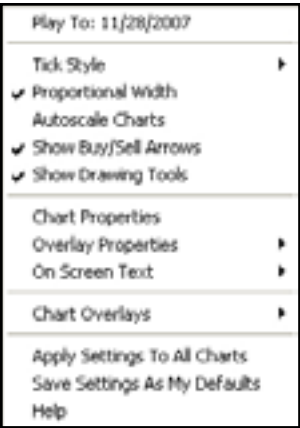 Play To: 11/28/2007
Tick Style
Proportional Width
Autoscale Charts
Show Buy/Sell Arrows
Show Drawing Tools
Chart Properties
Overlay Properties
On Screen Text
Chart Overlays
Apply Settings To All Charts
Save Settings As My Defaults
Help